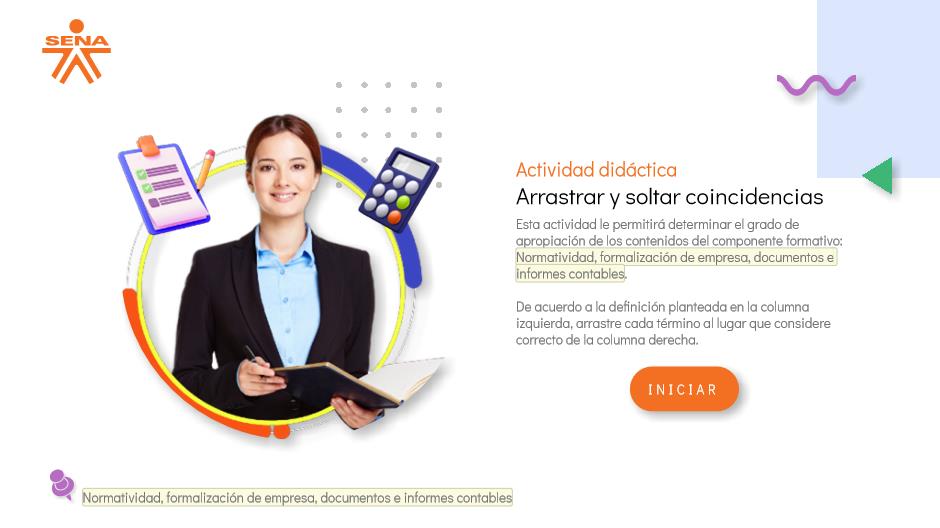 SENA
Actividad didáctica
Arrastrar y soltar coincidencias
Esta actividad le permitirá determinar el grado de
apropiación de los contenidos del componente formativo:
Normatividad, formalización de empresa, documentos e
informes contables.
De acuerdo a la definición planteada en la columna
izquierda, arrastre cada término al lugar que considere
correcto de la columna derecha.
INICIAR
Normatividad, formalización de empresa, documentos e informes contables